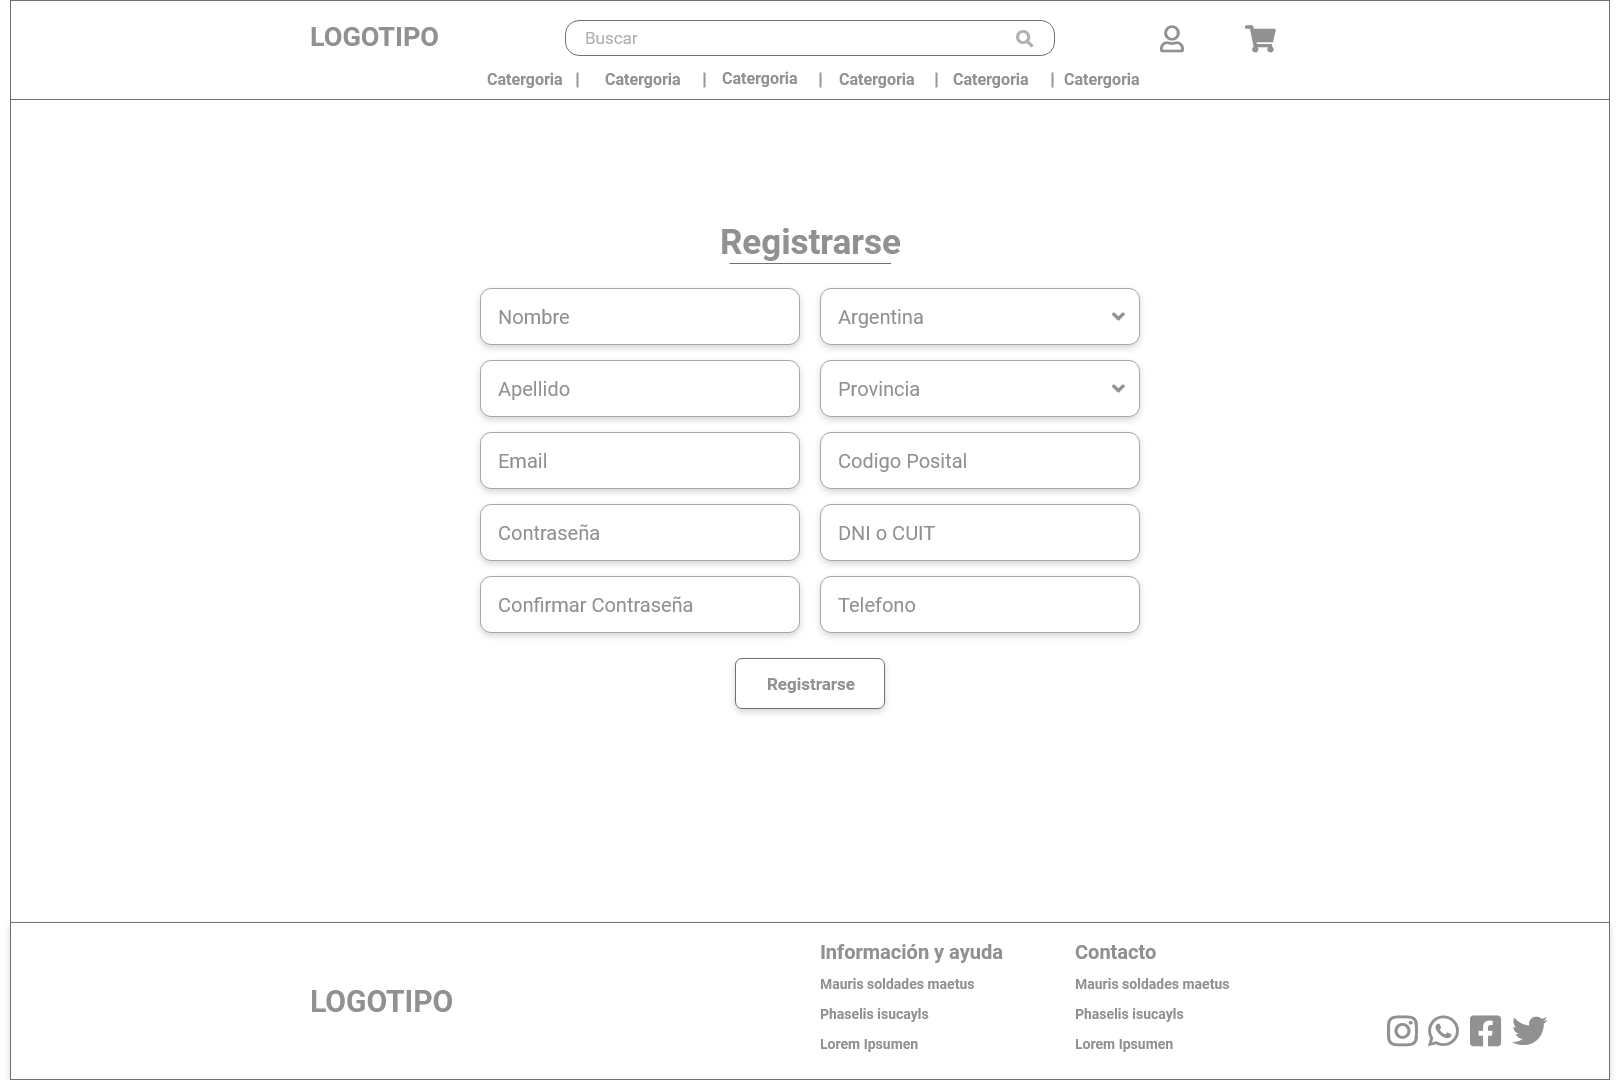 LOGOTIPO
Buscar
Catergoria | Catergoria | Catergoria | Catergoria | Catergoria | Catergoria
Registrarse
Nombre
Argentina
Apellido
Provincia
Email
Codigo Posital
Contraseña
DNI o CUIT
Confirmar Contraseña
Telefono
Registrarse
LOGOTIPO
Información y ayuda
Mauris soldades maetus
Phaselis isucayls
Lorem Ipsumen
Contacto
Mauris soldades maetus
Phaselis isucayls
Lorem Ipsumen